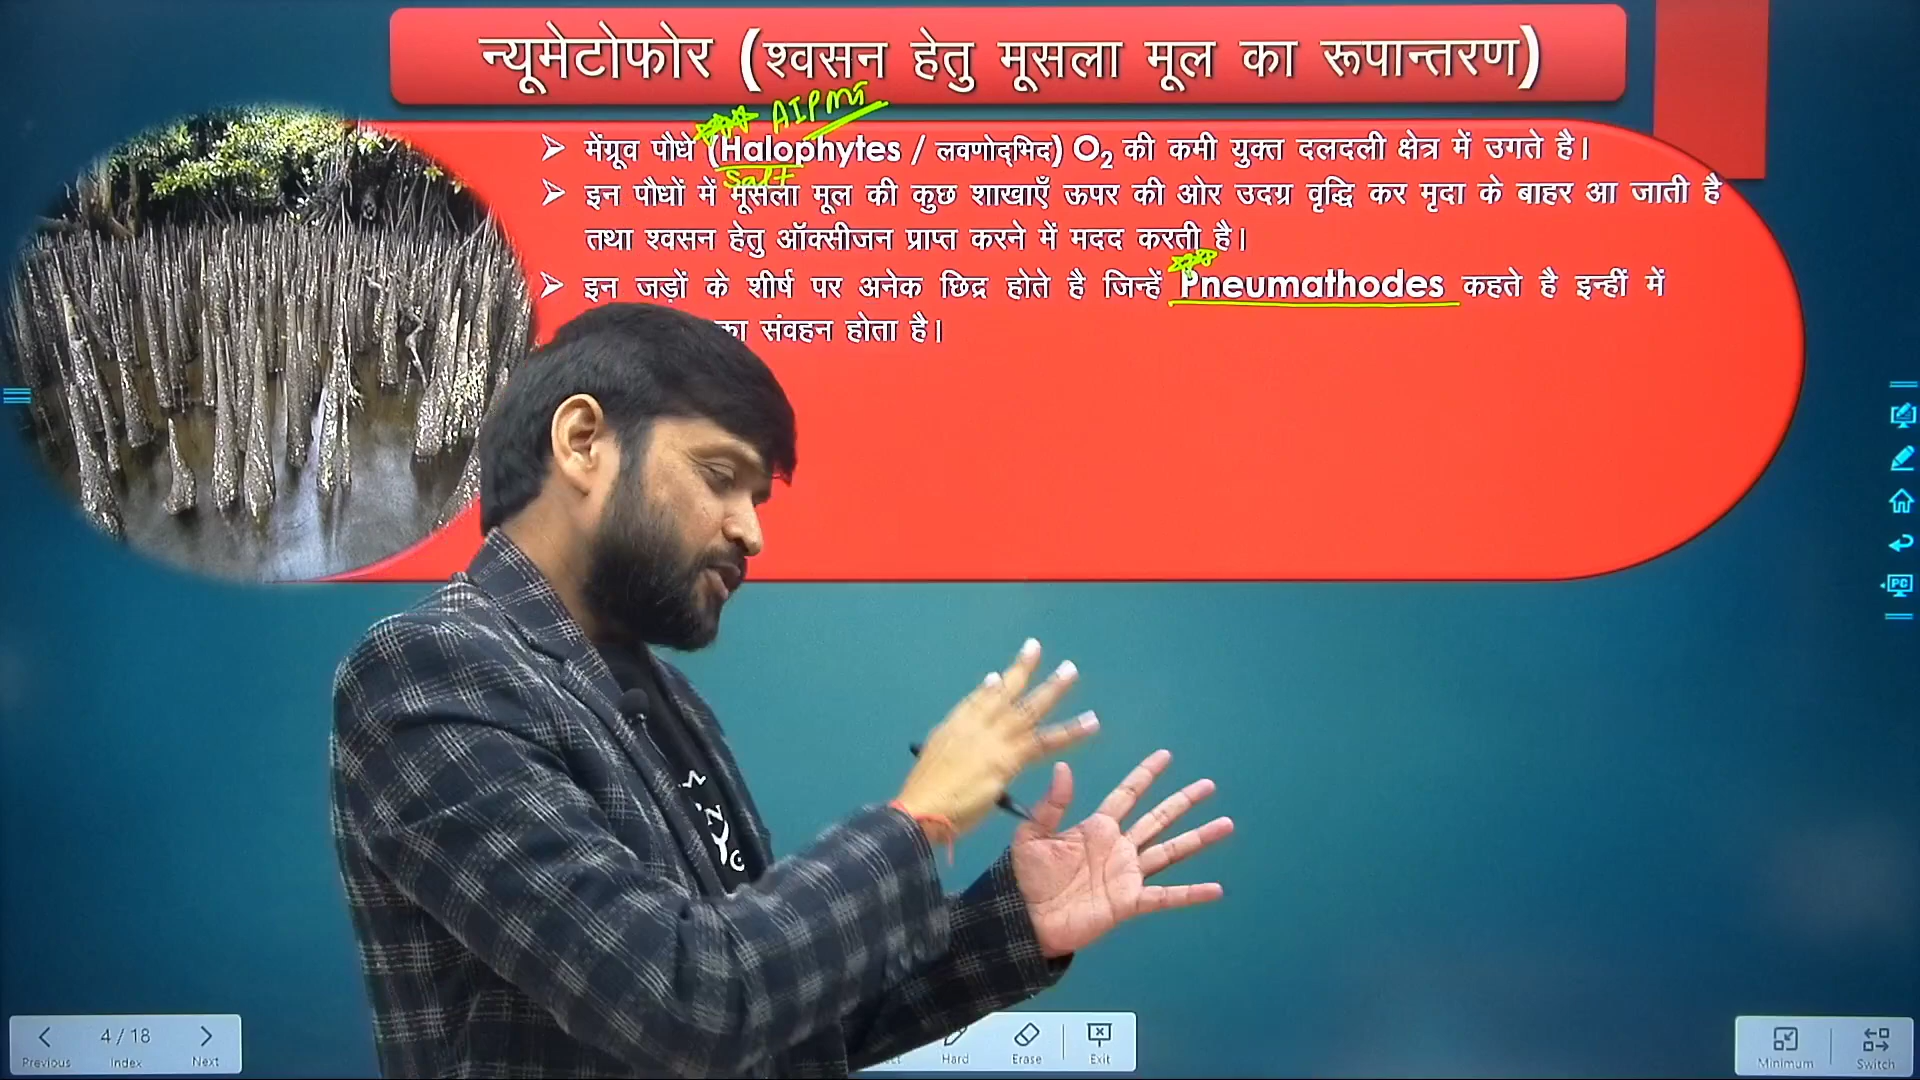 न्यूमेटोफोर (श्वसन हेतु मूसला मूल का रूपान्तरण)
AIPMT
मेंग्रूव पौधे (Halophytes / लवणोद्भिद) O₂ की कमी युक्त दलदली क्षेत्र में उगते है।
Salt
इन पौधों में मूसला मूल की कुछ शाखाएँ ऊपर की ओर उदग्र वृद्धि कर मृदा के बाहर आ जाती है
तथा श्वसन हेतु ऑक्सीजन प्राप्त करने में मदद करती है।
इन जड़ों के शीर्ष पर अनेक छिद्र होते है जिन्हें Pneumathodes कहते है इन्हीं में
का संवहन होता है।
PC
4 / 18
Previous Index Next
Hard Erase Exit
Minimum Switch